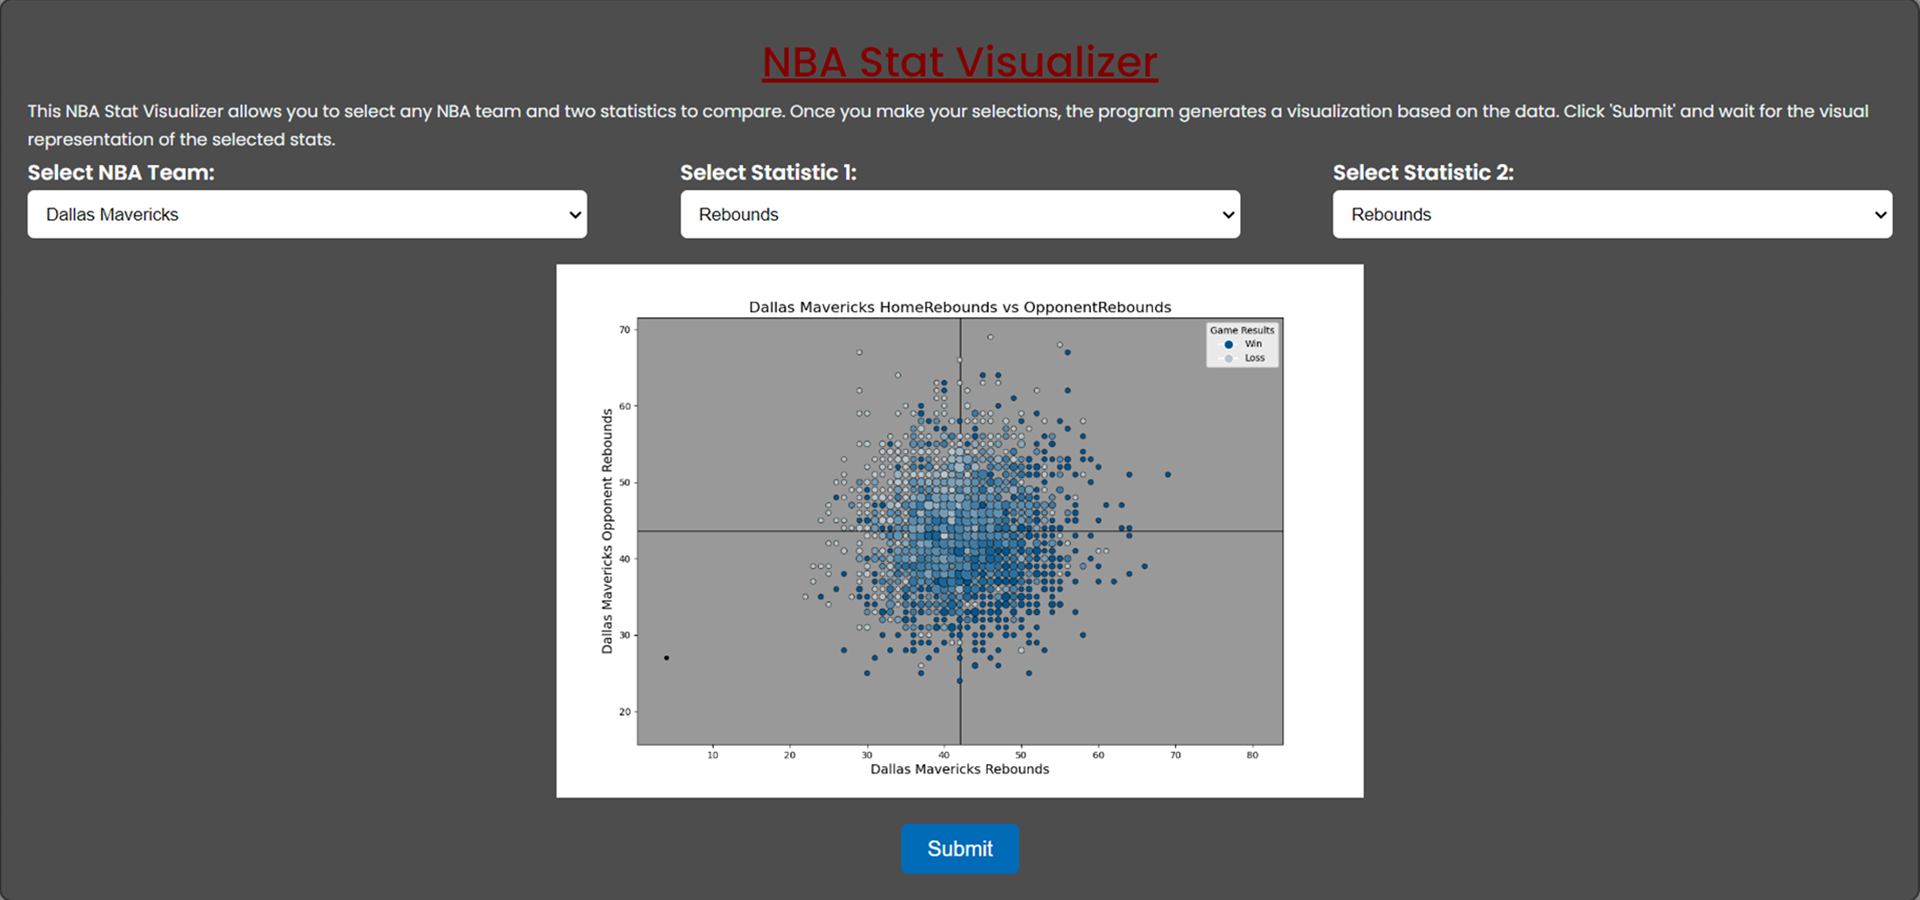 NBA Stat Visualizer
This NBA Stat Visualizer allows you to select any NBA team and two statistics to compare. Once you make your selections, the program generates a visualization based on the data. Click 'Submit' and wait for the visual
representation of the selected stats.
Select NBA Team:
Select Statistic 1:
Select Statistic 2:
Dallas Mavericks
Rebounds
Rebounds
Dallas Mavericks HomeRebounds vs OpponentRebounds
Game Results
Win
Loss
Dallas Mavericks Opponent Rebounds
70
60
50
40
30
20
10
20
30
40
50
60
70
80
Dallas Mavericks Rebounds
Submit